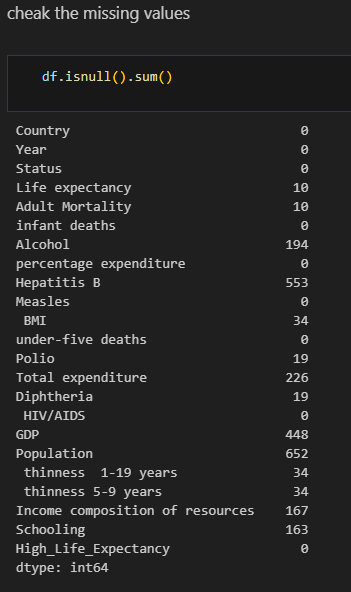 cheak the missing values
df.isnull().sum()
Country 0
Year 0
Status 0
Life expectancy 10
Adult Mortality 10
infant deaths 0
Alcohol 194
percentage expenditure 0
Hepatitis B 553
Measles 0
BMI 34
under-five deaths 0
Polio 19
Total expenditure 226
Diphtheria 19
HIV/AIDS 0
GDP 448
Population 652
thinness  1-19 years 34
thinness 5-9 years 34
Income composition of resources 167
Schooling 163
High_Life_Expectancy 0
dtype: int64